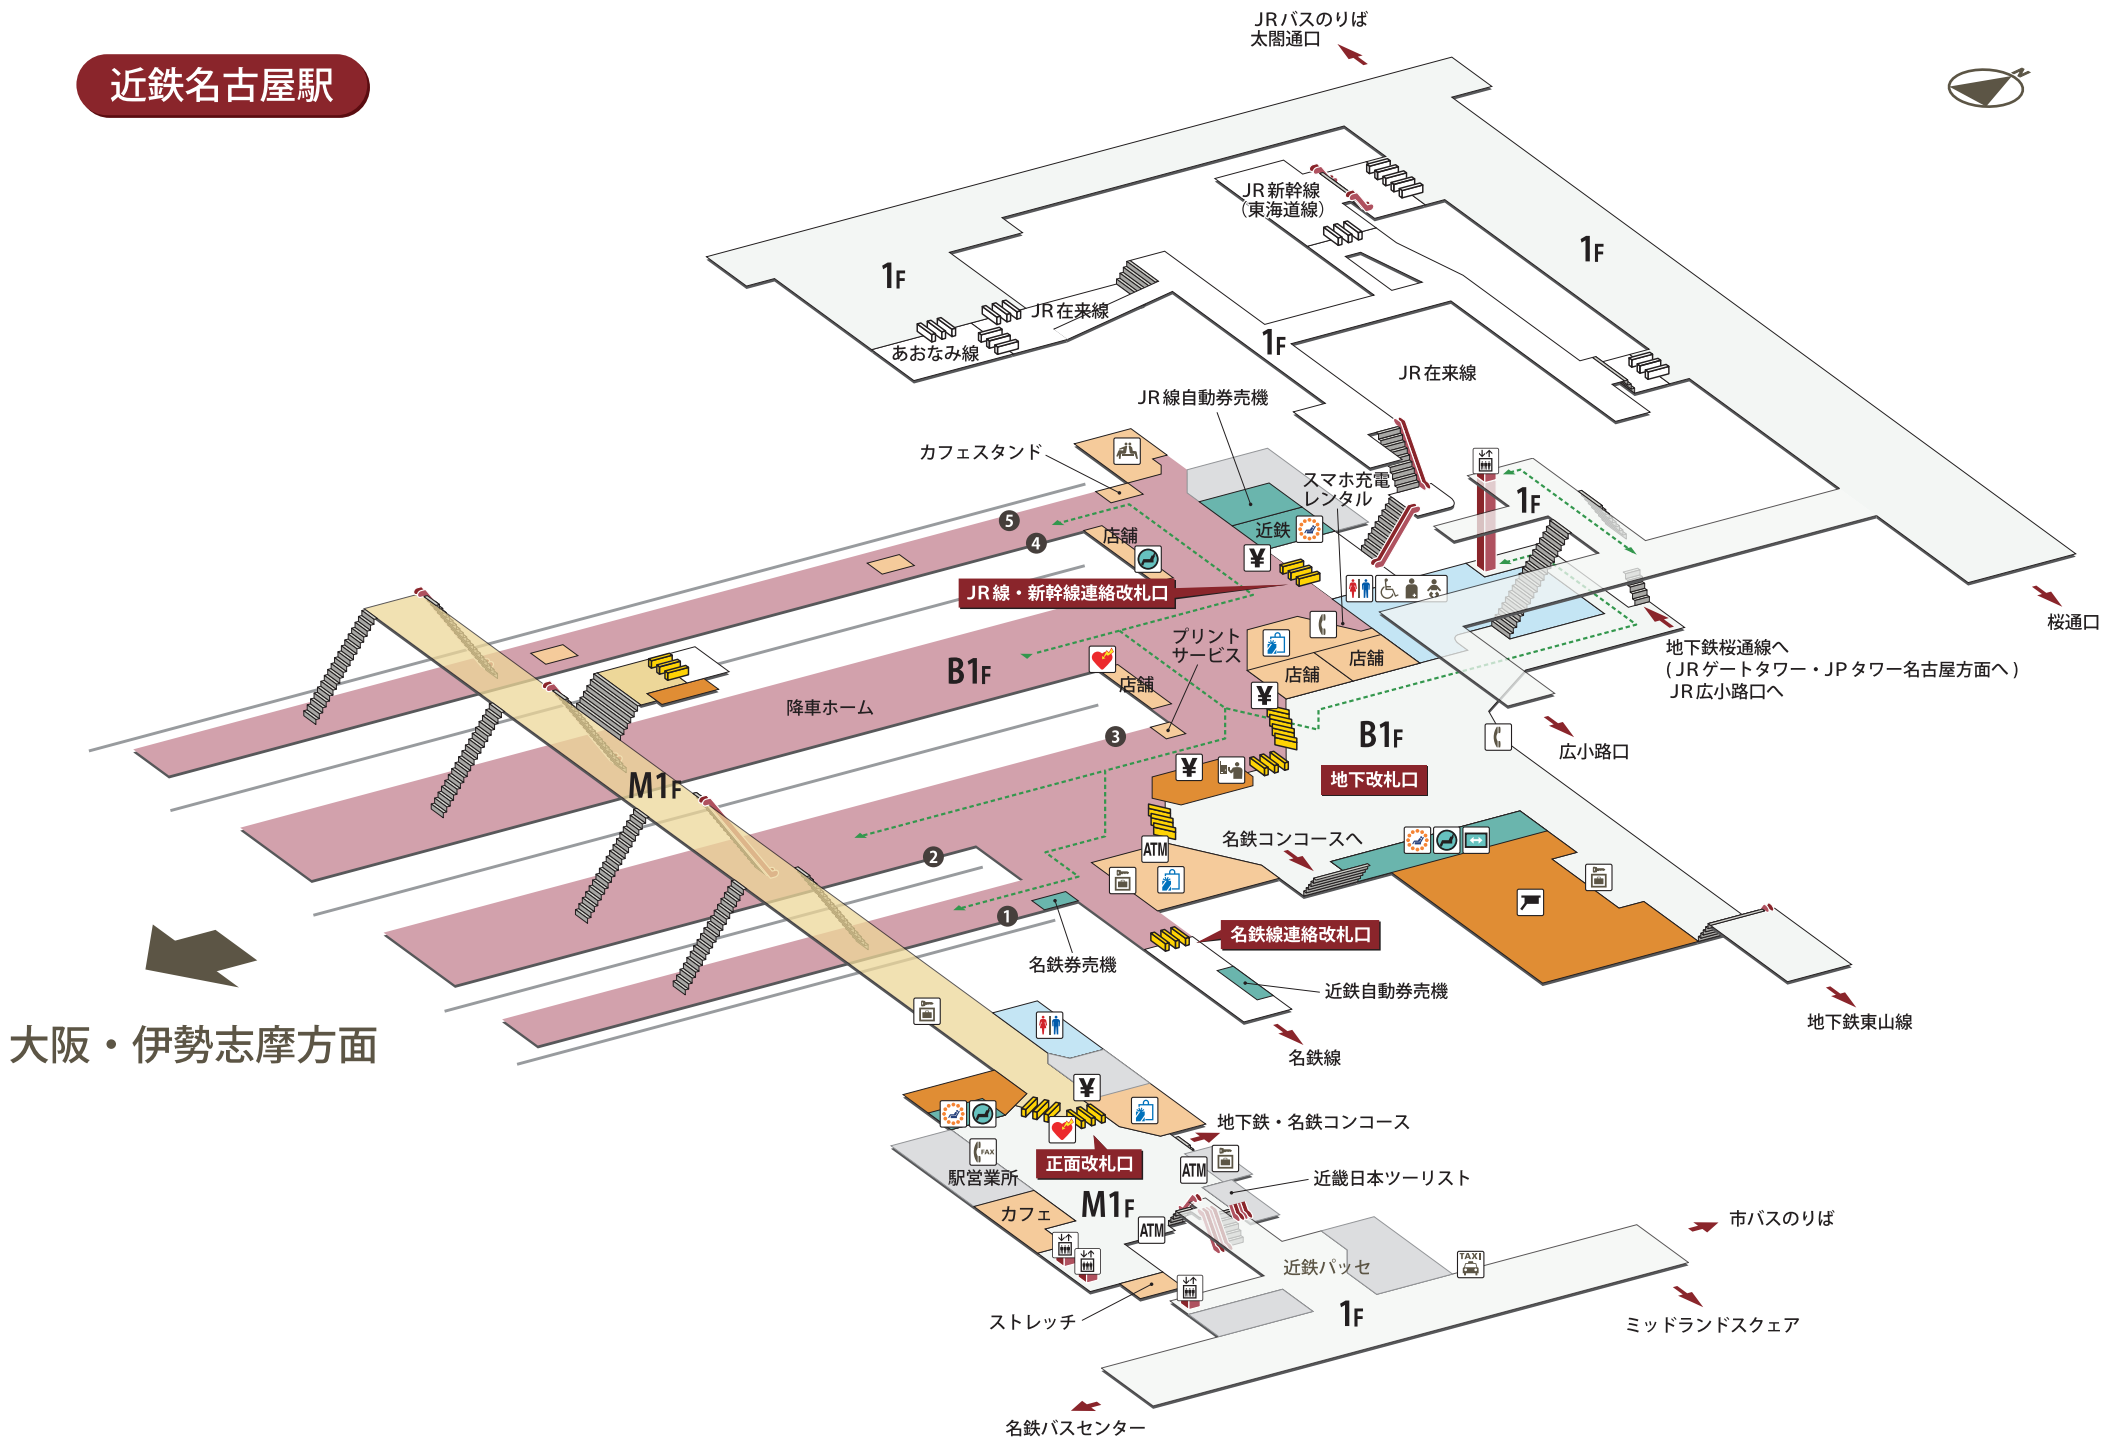 近鉄名古屋駅
JRバスのりば
太閤通口
N
JR新幹線
(東海道線)
1F
1F
JR在来線
あおなみ線
1F
JR在来線
JR線自動券売機
カフェスタンド
スマホ充電
レンタル
1F
店舗
近鉄
5
4
¥
JR線・新幹線連絡改札口
桜通口
プリント
サービス
地下鉄桜通線へ
(JRゲートタワー・JPタワー名古屋方面へ)
JR広小路口へ
B1F
店舗
店舗
店舗
¥
降車ホーム
3
B1F
広小路口
¥
地下改札口
M1F
2
ATM
名鉄コンコースへ
1
名鉄線連絡改札口
名鉄券売機
近鉄自動券売機
地下鉄東山線
大阪・伊勢志摩方面
名鉄線
¥
地下鉄・名鉄コンコース
FAX
正面改札口
ATM
駅営業所
近畿日本ツーリスト
カフェ
M1F
ATM
市バスのりば
近鉄パッセ
TAXI
ストレッチ
1F
ミッドランドスクェア
名鉄バスセンター